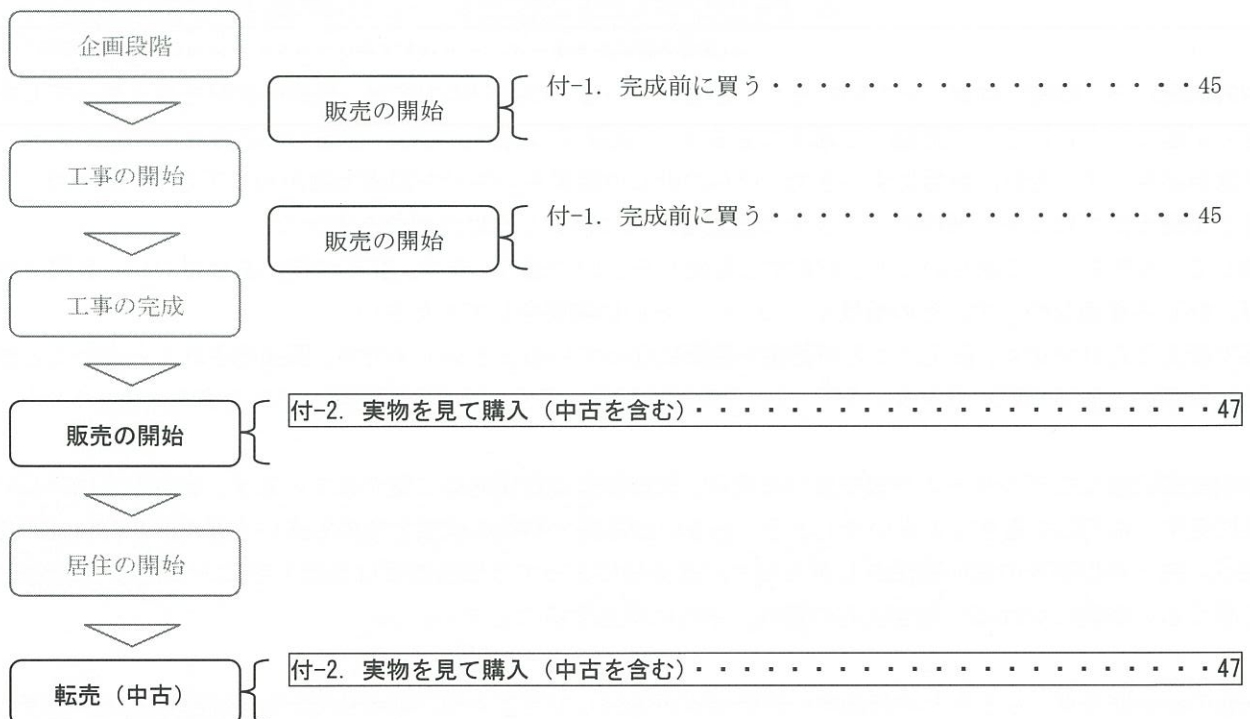 企画段階
付-1. 完成前に買う・・・・・・・・・・・・・・・・・・45
販売の開始
工事の開始
付-1. 完成前に買う・・・・・・・・・・・・・・・・・・45
販売の開始
工事の完成
付-2. 実物を見て購入（中古を含む）・・・・・・・・・・・・・・・・・・・・・・47
販売の開始
居住の開始
付-2. 実物を見て購入（中古を含む）・・・・・・・・・・・・・・・・・・・・・・47
転売（中古）